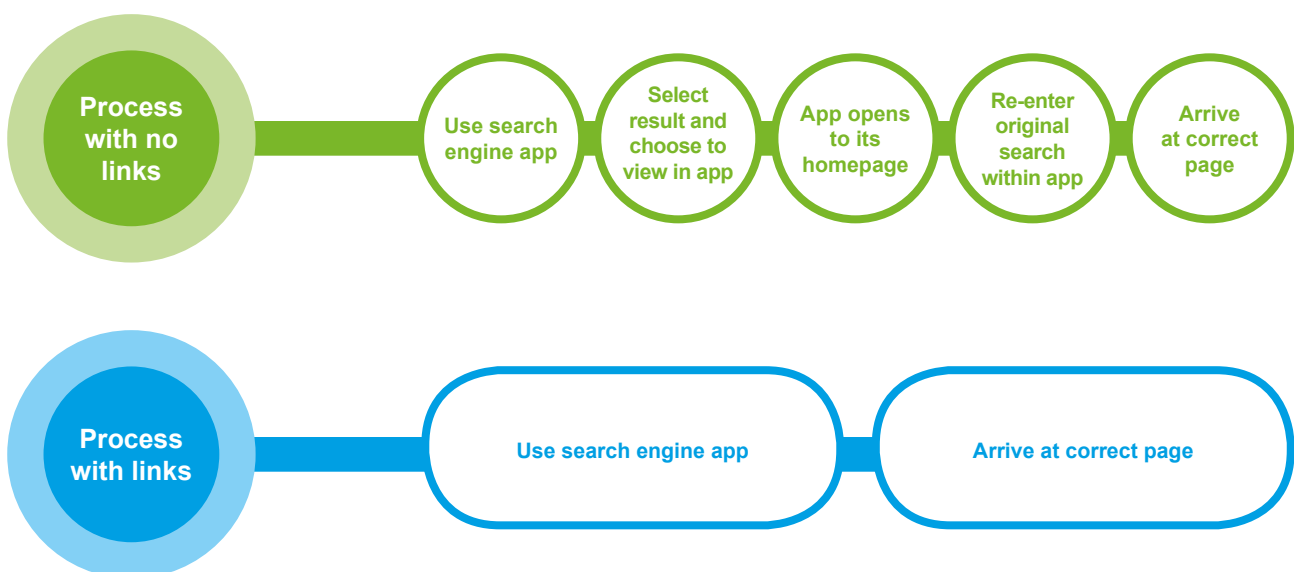 Process
with no
links
Use search
engine app
Select
result and
choose to
view in app
App opens
to its
homepage
Re-enter
original
search
within app
Arrive
at correct
page
Process
with links
Use search engine app
Arrive at correct page